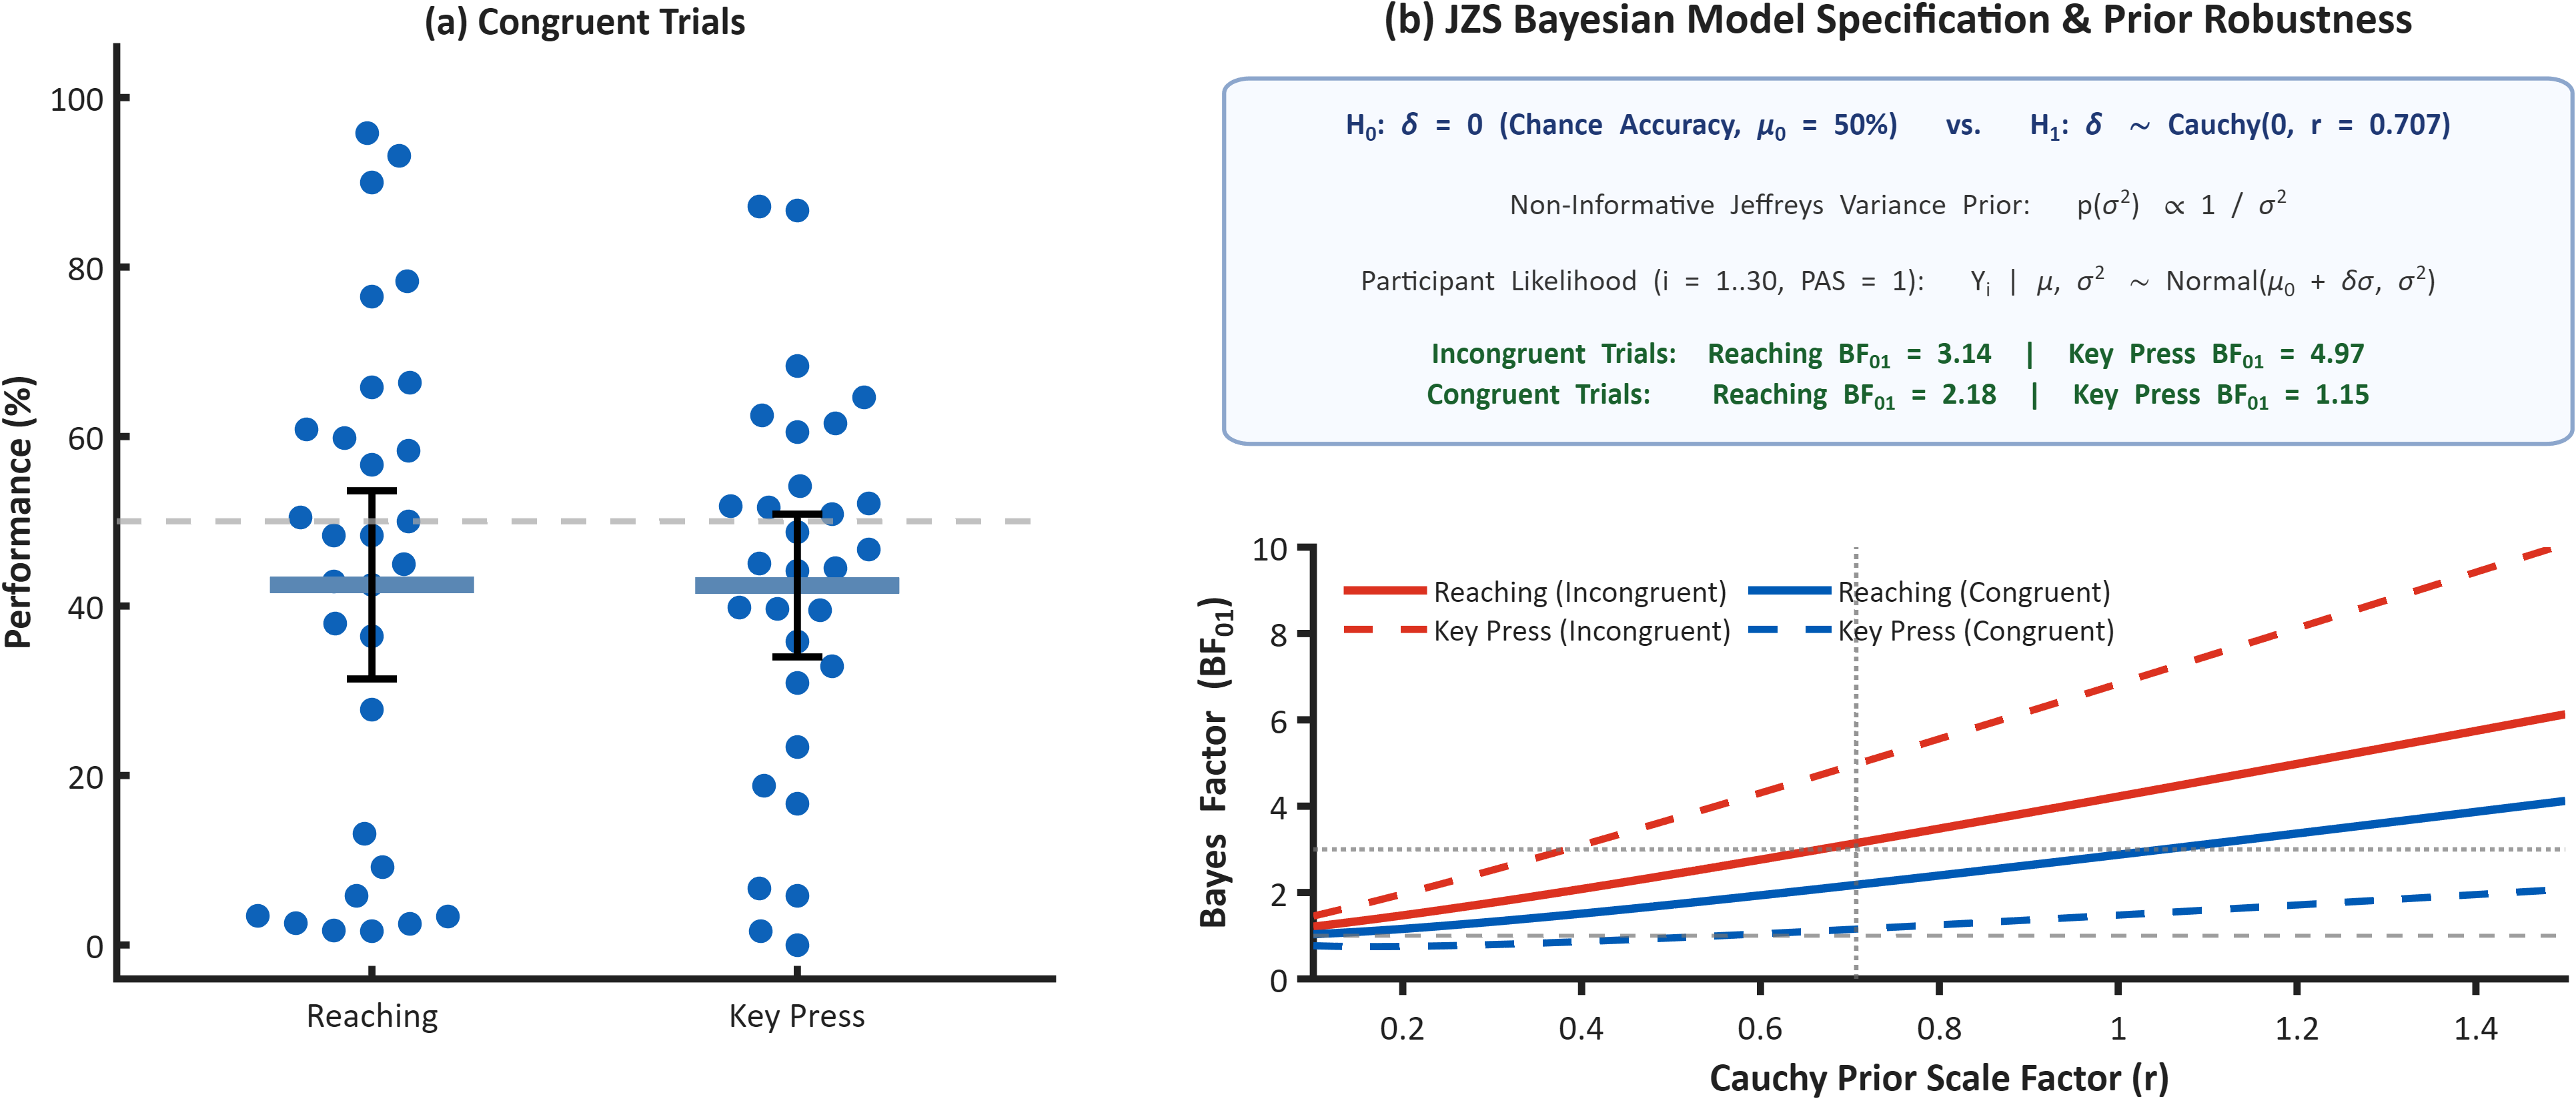 (a) Congruent Trials
Performance (%)
100
80
60
40
20
0
Reaching
Key Press
(b) JZS Bayesian Model Specification & Prior Robustness
H₀: δ = 0 (Chance Accuracy, μ₀ = 50%) vs. H₁: δ ~ Cauchy(0, r = 0.707)
Non-Informative Jeffreys Variance Prior: p(σ²) ∝ 1 / σ²
Participant Likelihood (i = 1..30, PAS = 1): Yᵢ | μ, σ² ~ Normal(μ₀ + δσ, σ²)
Incongruent Trials: Reaching BF₀₁ = 3.14 | Key Press BF₀₁ = 4.97
Congruent Trials: Reaching BF₀₁ = 2.18 | Key Press BF₀₁ = 1.15
Bayes Factor (BF₀₁)
10
8
6
4
2
0
Reaching (Incongruent)
Reaching (Congruent)
Key Press (Incongruent)
Key Press (Congruent)
0.2
0.4
0.6
0.8
1
1.2
1.4
Cauchy Prior Scale Factor (r)